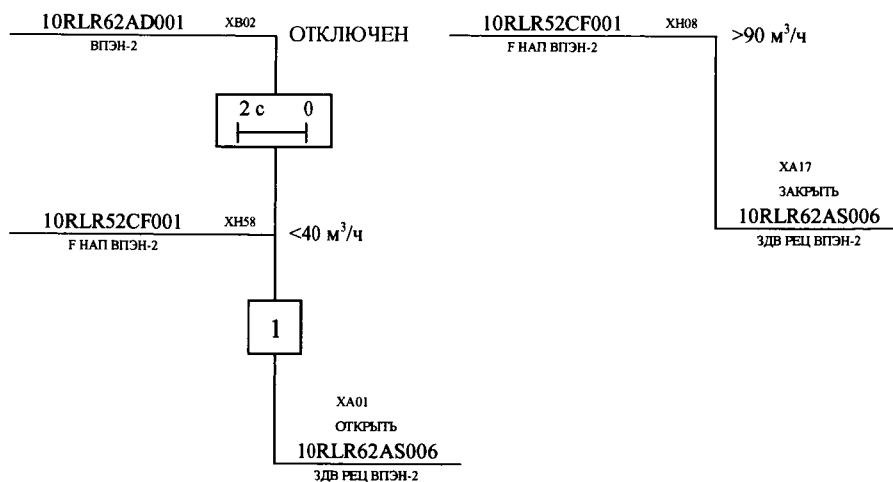 10RLR62AD001 XB02 ОТКЛЮЧЕН
ВПЭН-2
2 с 0
10RLR52CF001 XH58 <40 м³/ч
F НАП ВПЭН-2
1
XA01
ОТКРЫТЬ
10RLR62AS006
ЗДВ РЕЦ ВПЭН-2
10RLR52CF001 XH08 >90 м³/ч
F НАП ВПЭН-2
XA17
ЗАКРЫТЬ
10RLR62AS006
ЗДВ РЕЦ ВПЭН-2